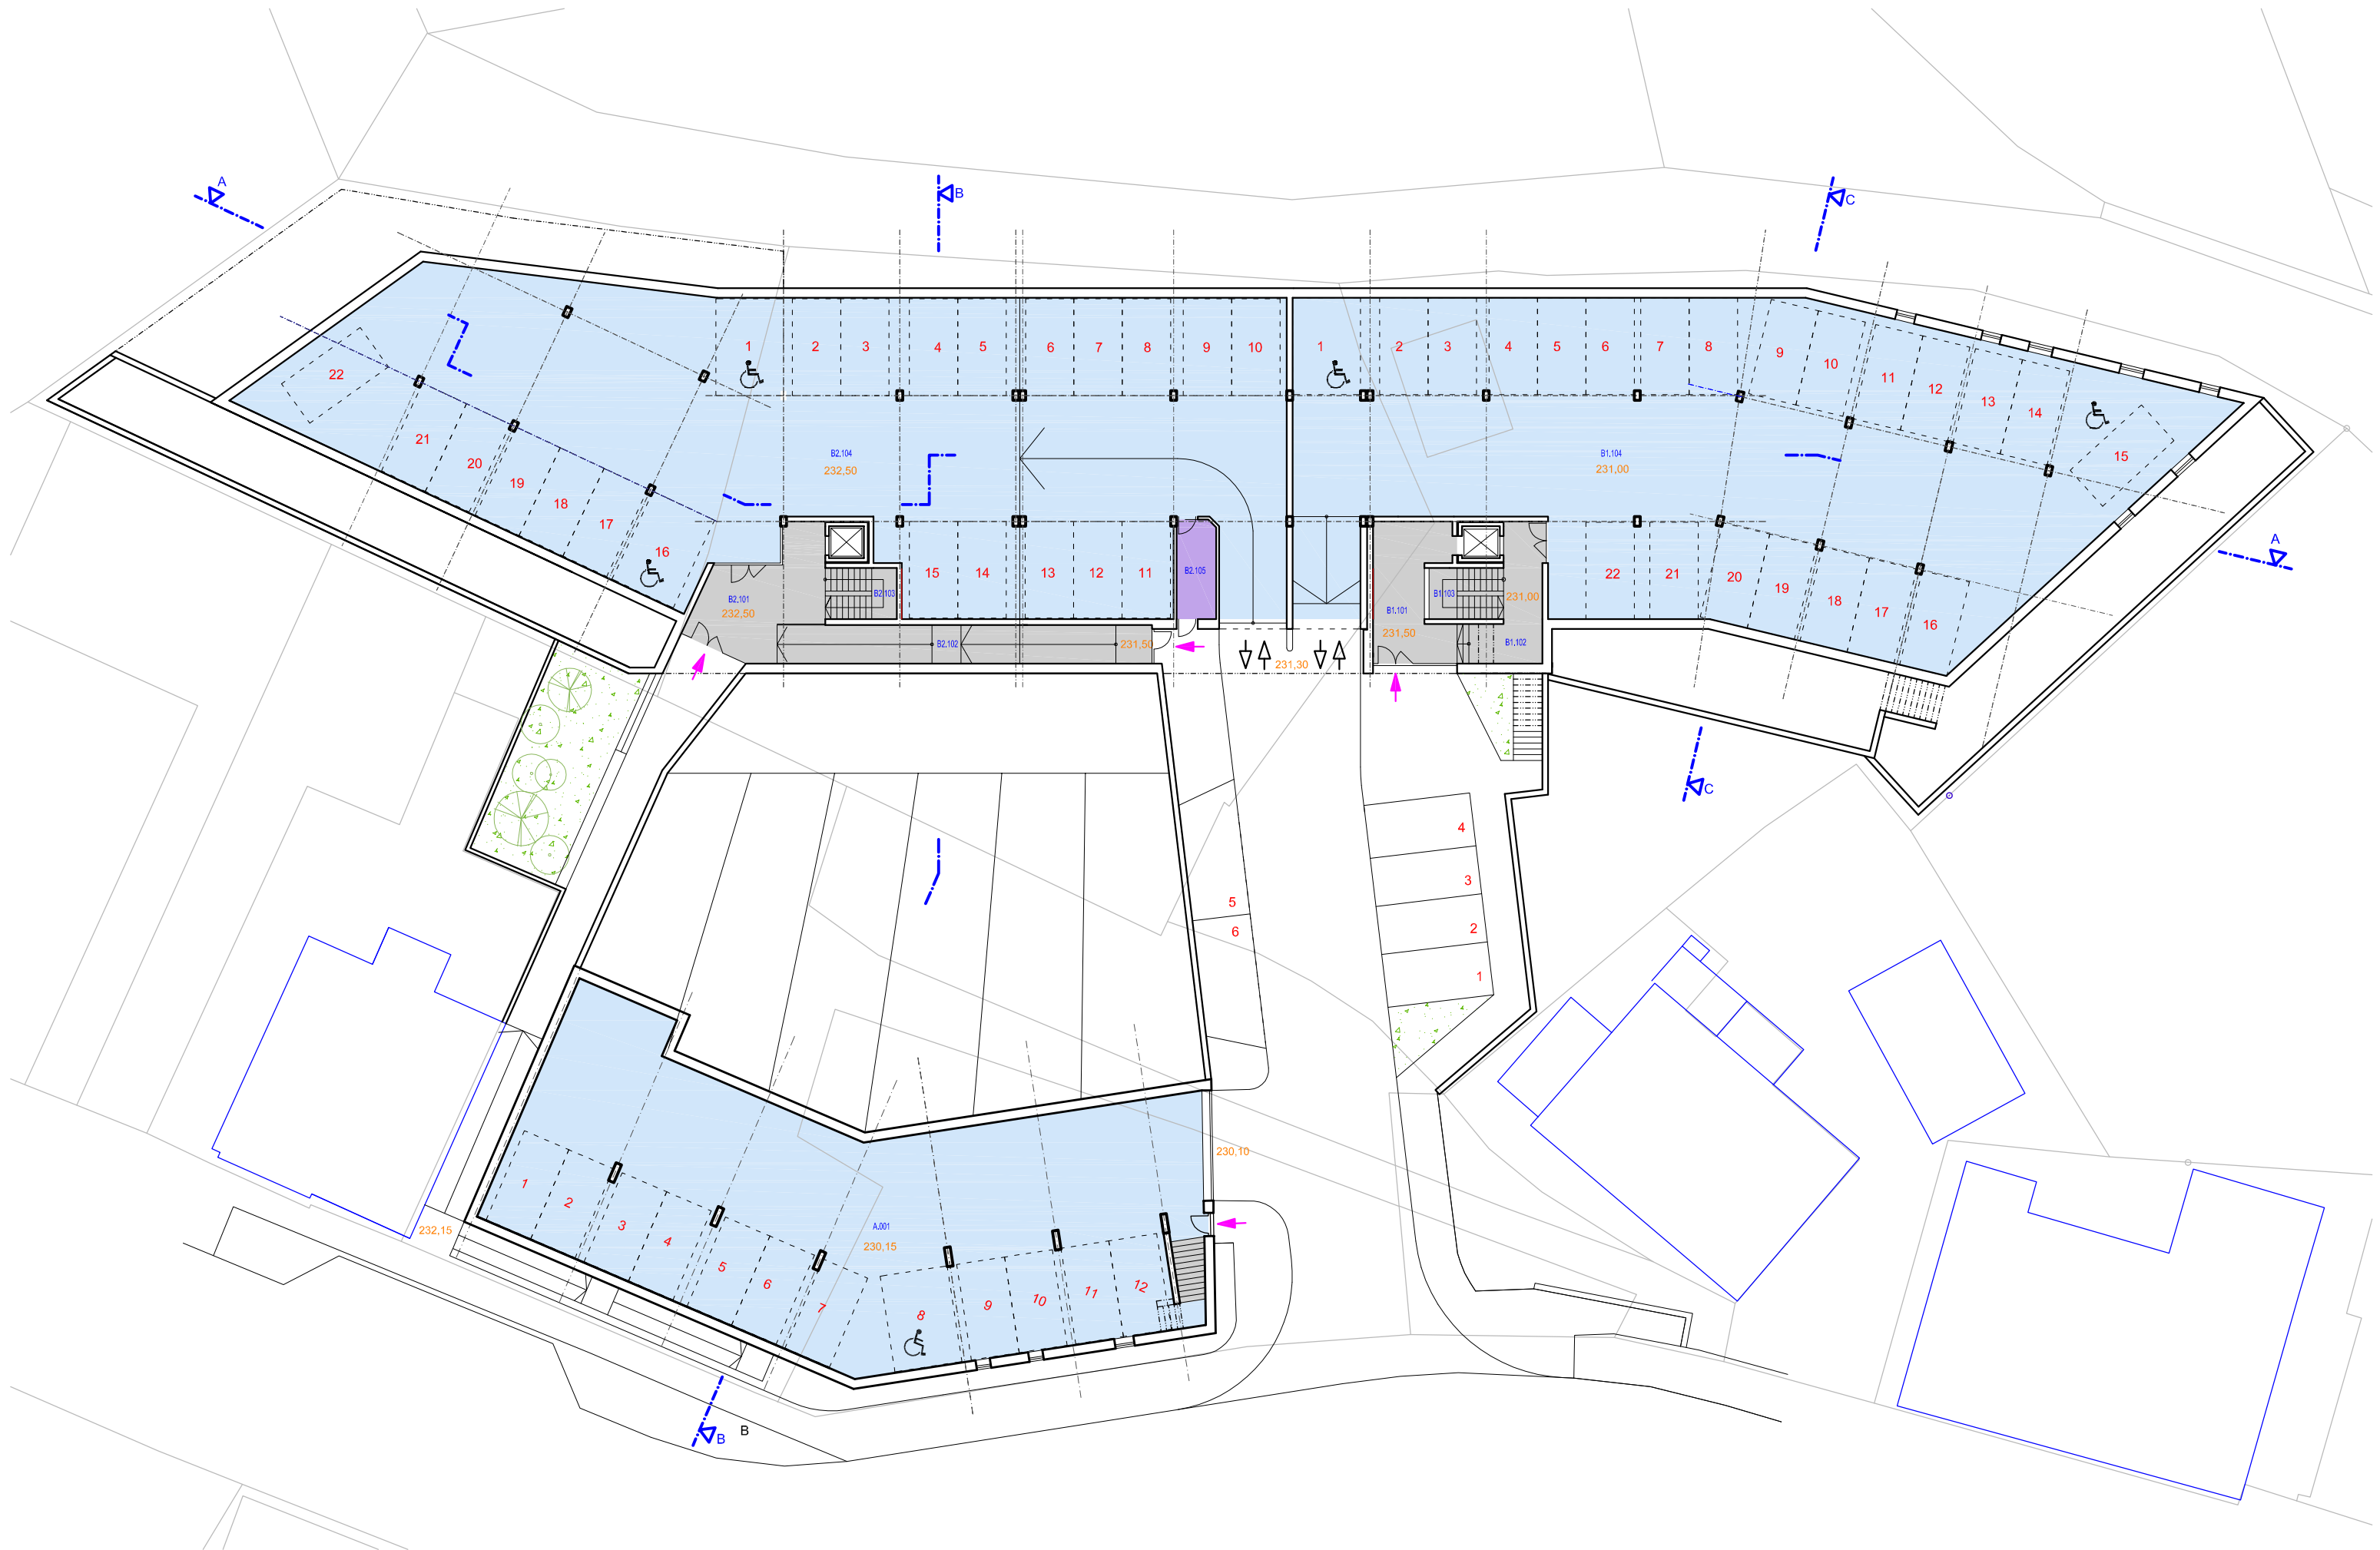 A
B
C
1 2 3 4 5 6 7 8 9 10
1 2 3 4 5 6 7 8 9 10 11 12 13 14
22
21
20
19
18
17
16
B2,104
232,50
B1,104
231,00
15
A
15 14 13 12 11
B2,105
22 21 20 19 18 17 16
B2,101
232,50
B2,103
B2,102
231,50
231,30
B1,101
231,50
B1,103
231,00
B1,102
C
4
3
2
1
5
6
230,10
232,15
1 2 3 4 5 6 7
A,001
230,15
8 9 10 11 12
B
B